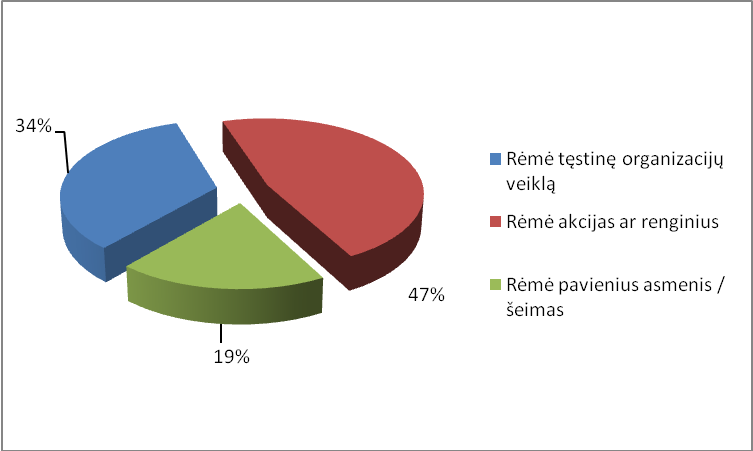 34%
47%
19%
Rėmė tęstinę organizacijų
veiklą
Rėmė akcijas ar renginius
Rėmė pavienius asmenis /
šeimas